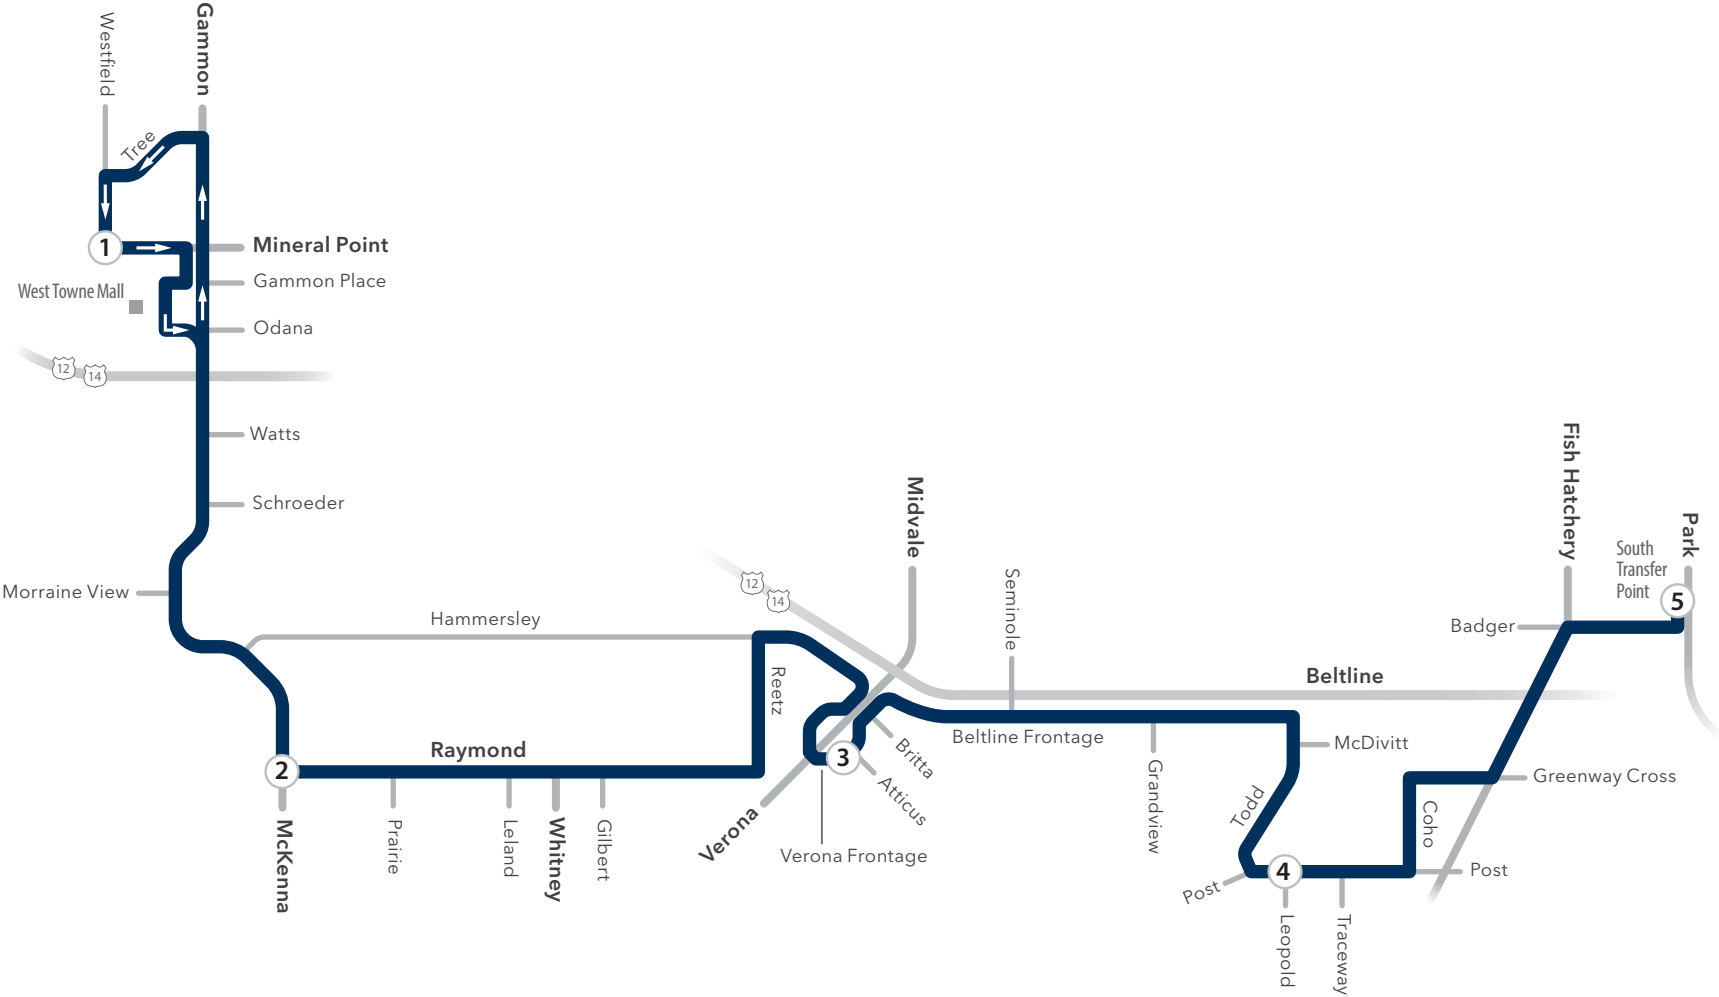 Westfield
Gammon
Tree
1
Mineral Point
Gammon Place
West Towne Mall
Odana
12
14
Watts
Schroeder
Morraine View
Hammersley
12
14
Midvale
Seminole
Fish Hatchery
Park
South
Transfer
Point
5
Badger
Reetz
Beltline
Raymond
2
3
Britta
Atticus
Beltline Frontage
McDivitt
Greenway Cross
Grandview
Todd
Coho
McKenna
Prairie
Leland
Whitney
Gilbert
Verona
Verona Frontage
Post
4
Post
Leopold
Traceway